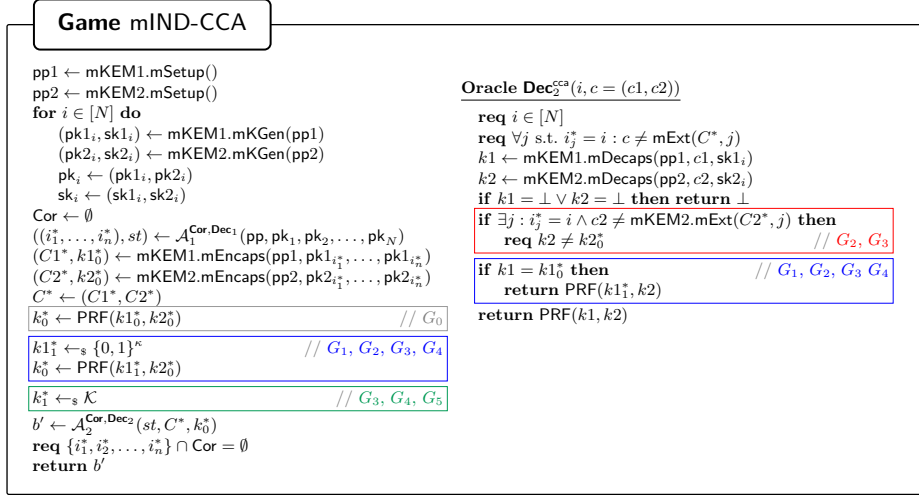 Game mIND-CCA
pp1 ← mKEM1.mSetup()
pp2 ← mKEM2.mSetup()
for i ∈ [N] do
(pk1_i, sk1_i) ← mKEM1.mKGen(pp1)
(pk2_i, sk2_i) ← mKEM2.mKGen(pp2)
pk_i ← (pk1_i, pk2_i)
sk_i ← (sk1_i, sk2_i)
Cor ← ∅
((i*_1, …, i*_n), st) ← A_1^{Cor,Dec_1}(pp, pk_1, pk_2, …, pk_N)
(C1*, k1*_0) ← mKEM1.mEncaps(pp1, pk1_{i*_1}, …, pk1_{i*_n})
(C2*, k2*_0) ← mKEM2.mEncaps(pp2, pk2_{i*_1}, …, pk2_{i*_n})
C* ← (C1*, C2*)
k*_0 ← PRF(k1*_0, k2*_0) // G_0
k1*_1 ←_$ {0, 1}^κ // G_1, G_2, G_3, G_4
k*_0 ← PRF(k1*_1, k2*_0)
k*_1 ←_$ K // G_3, G_4, G_5
b′ ← A_2^{Cor,Dec_2}(st, C*, k*_0)
req {i*_1, i*_2, …, i*_n} ∩ Cor = ∅
return b′
Oracle Dec_2^{cca}(i, c = (c1, c2))
req i ∈ [N]
req ∀j s.t. i*_j = i : c ≠ mExt(C*, j)
k1 ← mKEM1.mDecaps(pp1, c1, sk1_i)
k2 ← mKEM2.mDecaps(pp2, c2, sk2_i)
if k1 = ⊥ ∨ k2 = ⊥ then return ⊥
if ∃j : i*_j = i ∧ c2 ≠ mKEM2.mExt(C2*, j) then
req k2 ≠ k2*_0 // G_2, G_3
if k1 = k1*_0 then // G_1, G_2, G_3 G_4
return PRF(k1*_1, k2)
return PRF(k1, k2)